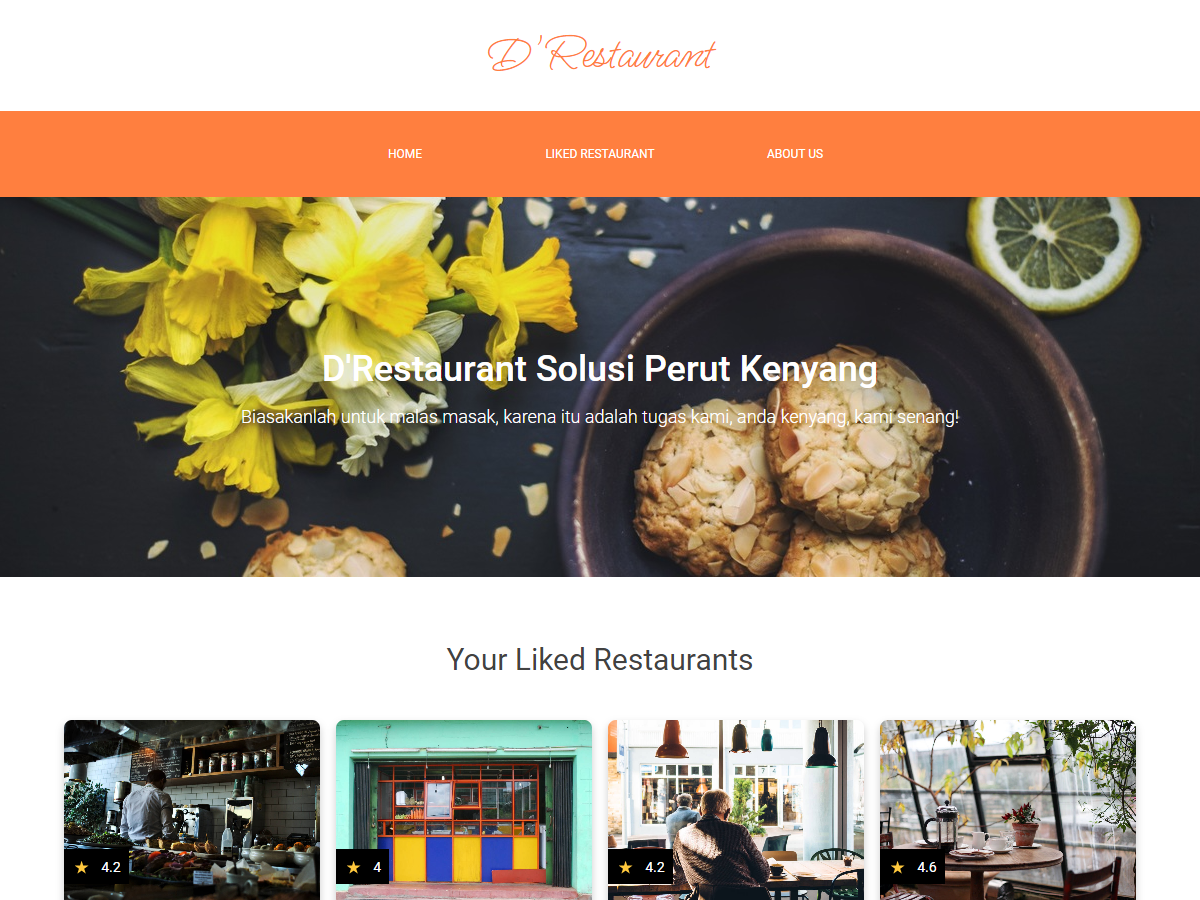 D'Restaurant
HOME
LIKED RESTAURANT
ABOUT US
D'Restaurant Solusi Perut Kenyang
Biasakanlah untuk malas masak, karena itu adalah tugas kami, anda kenyang, kami senang!
Your Liked Restaurants
4.2
4
4.2
4.6